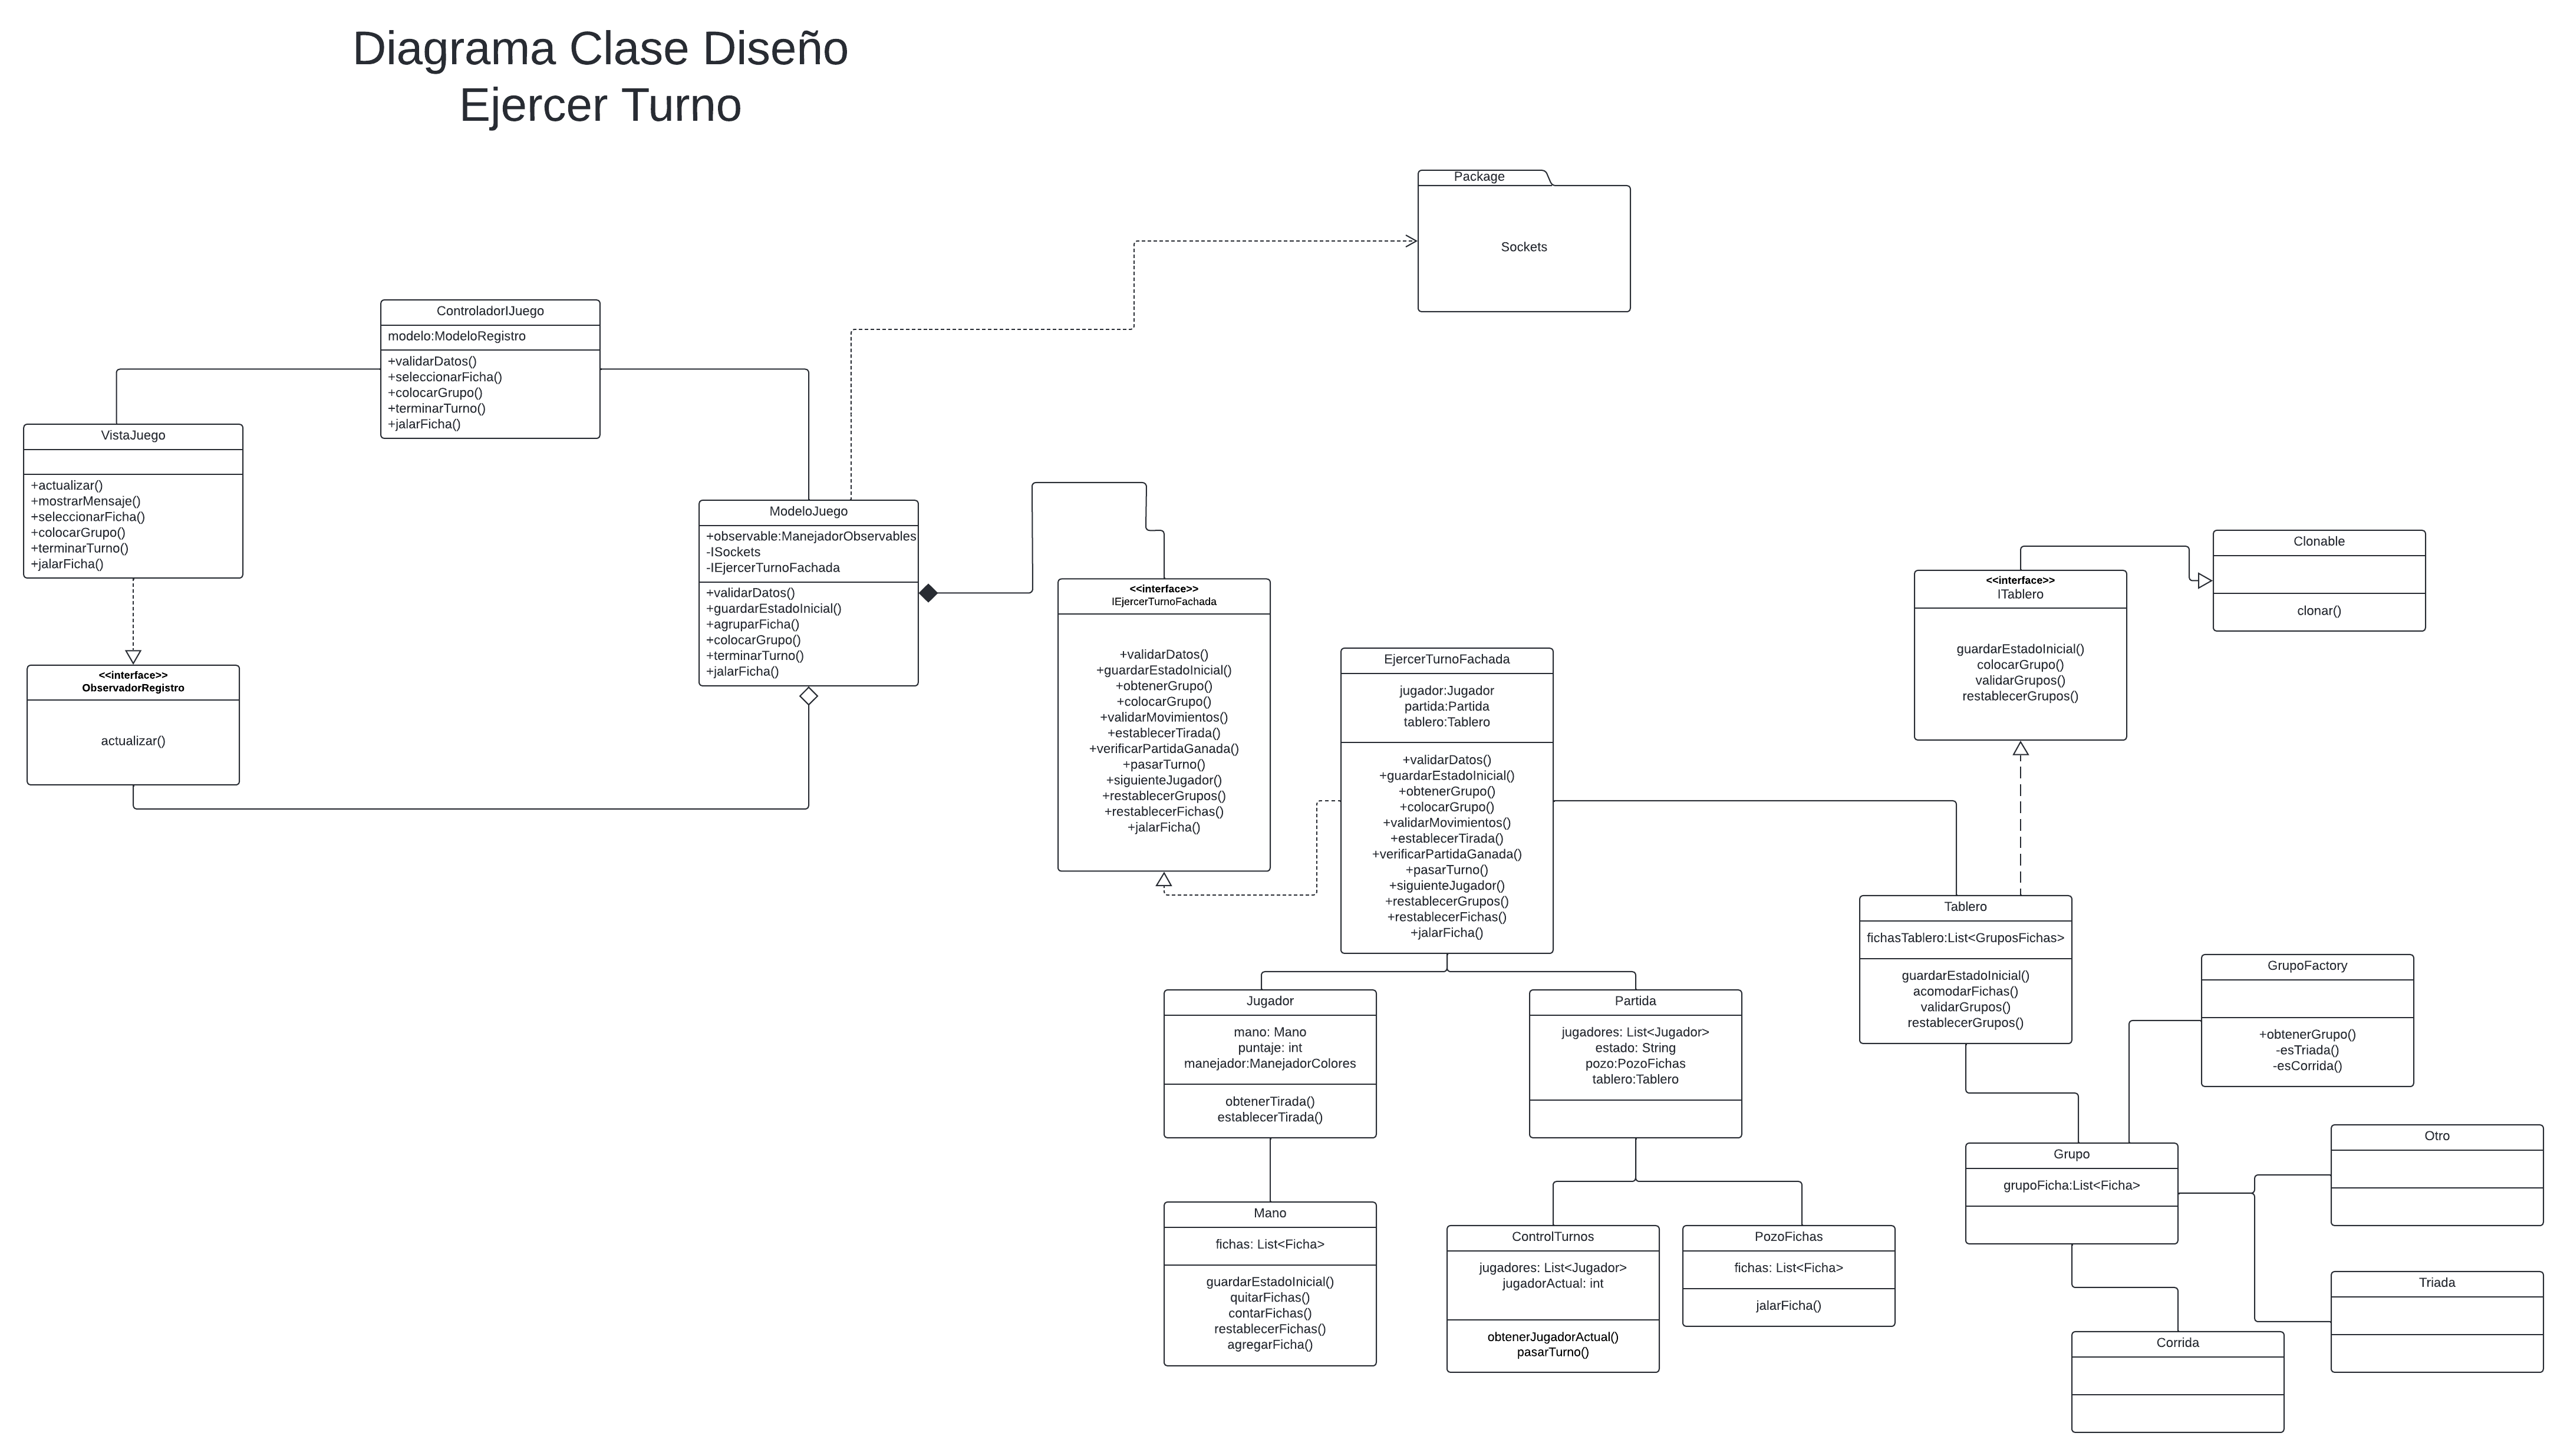 Diagrama Clase Diseño
Ejercer Turno
Package
Sockets
ControladorIJuego
modelo:ModeloRegistro
+validarDatos()
+seleccionarFicha()
+colocarGrupo()
+terminarTurno()
+jalarFicha()
VistaJuego
+actualizar()
+mostrarMensaje()
+seleccionarFicha()
+colocarGrupo()
+terminarTurno()
+jalarFicha()
<<interface>>
ObservadorRegistro
actualizar()
ModeloJuego
+observable:ManejadorObservables
-ISockets
-IEjercerTurnoFachada
+validarDatos()
+guardarEstadoInicial()
+agruparFicha()
+colocarGrupo()
+terminarTurno()
+jalarFicha()
<<interface>>
IEjercerTurnoFachada
+validarDatos()
+guardarEstadoInicial()
+obtenerGrupo()
+colocarGrupo()
+validarMovimientos()
+establecerTirada()
+verificarPartidaGanada()
+pasarTurno()
+siguienteJugador()
+restablecerGrupos()
+restablecerFichas()
+jalarFicha()
EjercerTurnoFachada
jugador:Jugador
partida:Partida
tablero:Tablero
+validarDatos()
+guardarEstadoInicial()
+obtenerGrupo()
+colocarGrupo()
+validarMovimientos()
+establecerTirada()
+verificarPartidaGanada()
+pasarTurno()
+siguienteJugador()
+restablecerGrupos()
+restablecerFichas()
+jalarFicha()
<<interface>>
ITablero
guardarEstadoInicial()
colocarGrupo()
validarGrupos()
restablecerGrupos()
Clonable
clonar()
Tablero
fichasTablero:List<GruposFichas>
guardarEstadoInicial()
acomodarFichas()
validarGrupos()
restablecerGrupos()
GrupoFactory
+obtenerGrupo()
-esTriada()
-esCorrida()
Jugador
mano: Mano
puntaje: int
manejador:ManejadorColores
obtenerTirada()
establecerTirada()
Partida
jugadores: List<Jugador>
estado: String
pozo:PozoFichas
tablero:Tablero
Mano
fichas: List<Ficha>
guardarEstadoInicial()
quitarFichas()
contarFichas()
restablecerFichas()
agregarFicha()
ControlTurnos
jugadores: List<Jugador>
jugadorActual: int
obtenerJugadorActual()
pasarTurno()
PozoFichas
fichas: List<Ficha>
jalarFicha()
Grupo
grupoFicha:List<Ficha>
Otro
Triada
Corrida